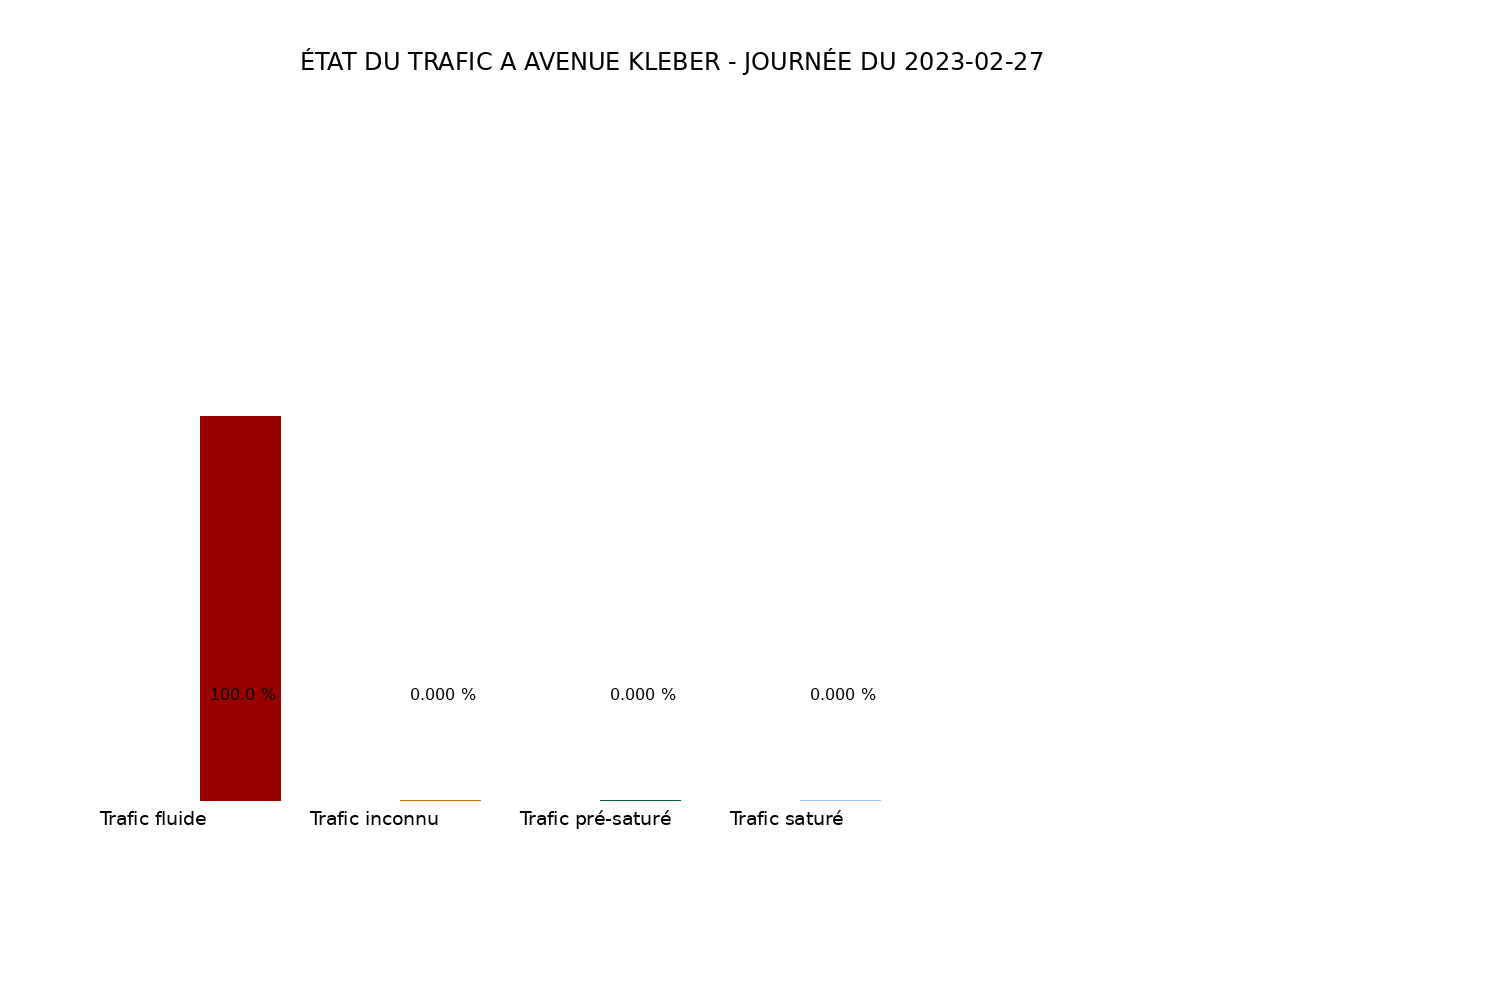 ÉTAT DU TRAFIC A AVENUE KLEBER - JOURNÉE DU 2023-02-27
100.0 % 0.000 % 0.000 % 0.000 %
Trafic fluide Trafic inconnu Trafic pré-saturé Trafic saturé